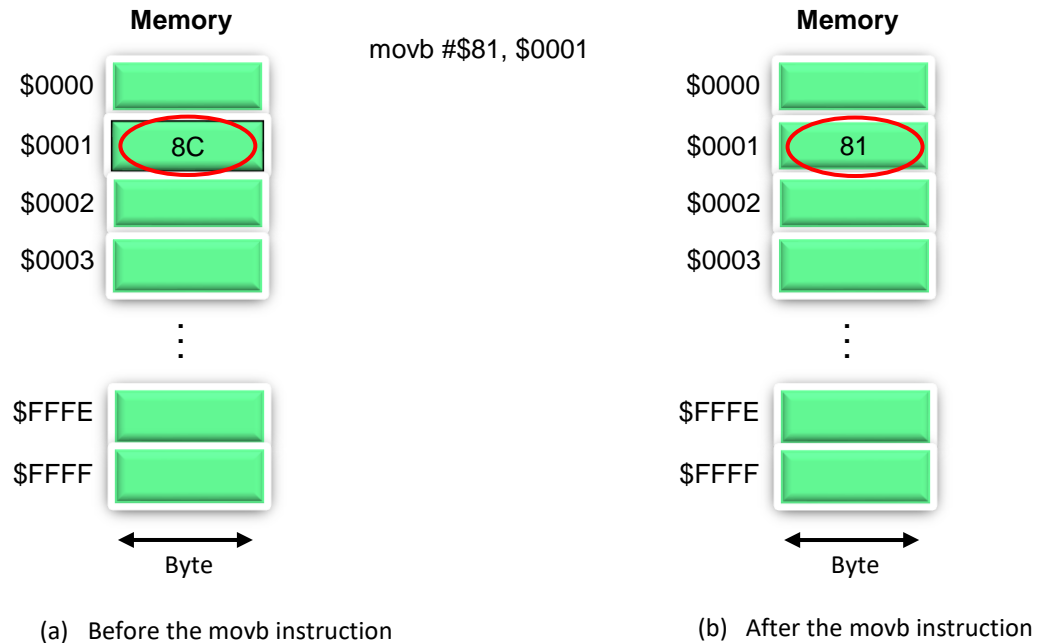 Memory
$0000
$0001 8C
$0002
$0003
⋮
$FFFE
$FFFF
Byte
(a) Before the movb instruction
movb #$81, $0001
Memory
$0000
$0001 81
$0002
$0003
⋮
$FFFE
$FFFF
Byte
(b) After the movb instruction